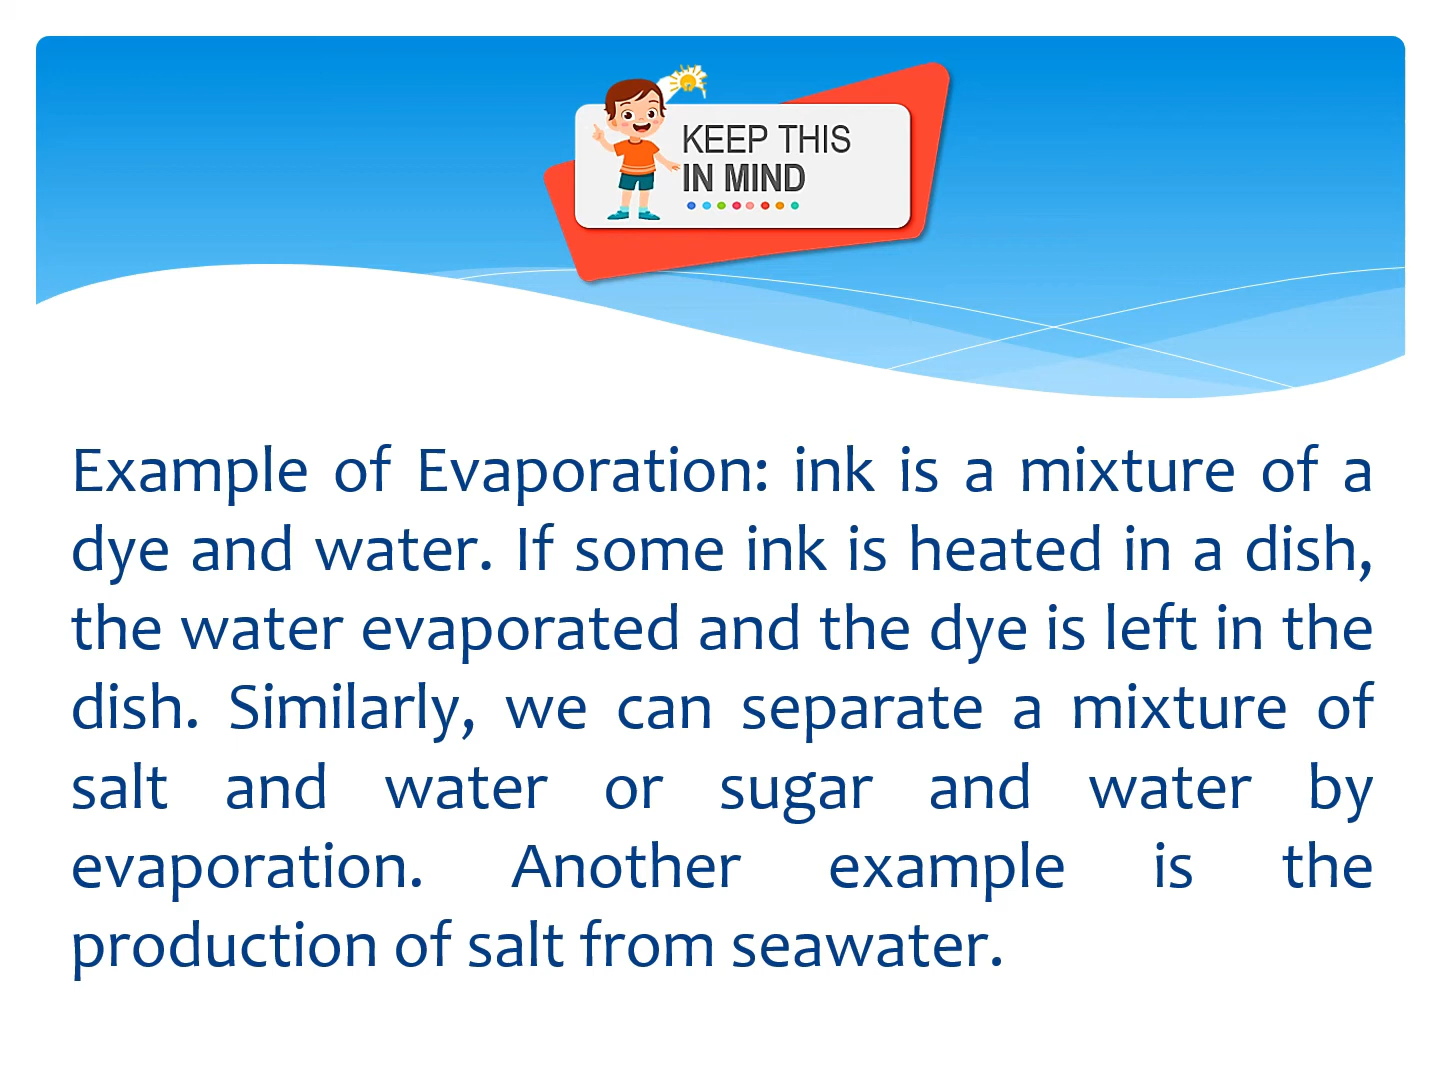 KEEP THIS
IN MIND
Example of Evaporation: ink is a mixture of a
dye and water. If some ink is heated in a dish,
the water evaporated and the dye is left in the
dish. Similarly, we can separate a mixture of
salt and water or sugar and water by
evaporation. Another example is the
production of salt from seawater.